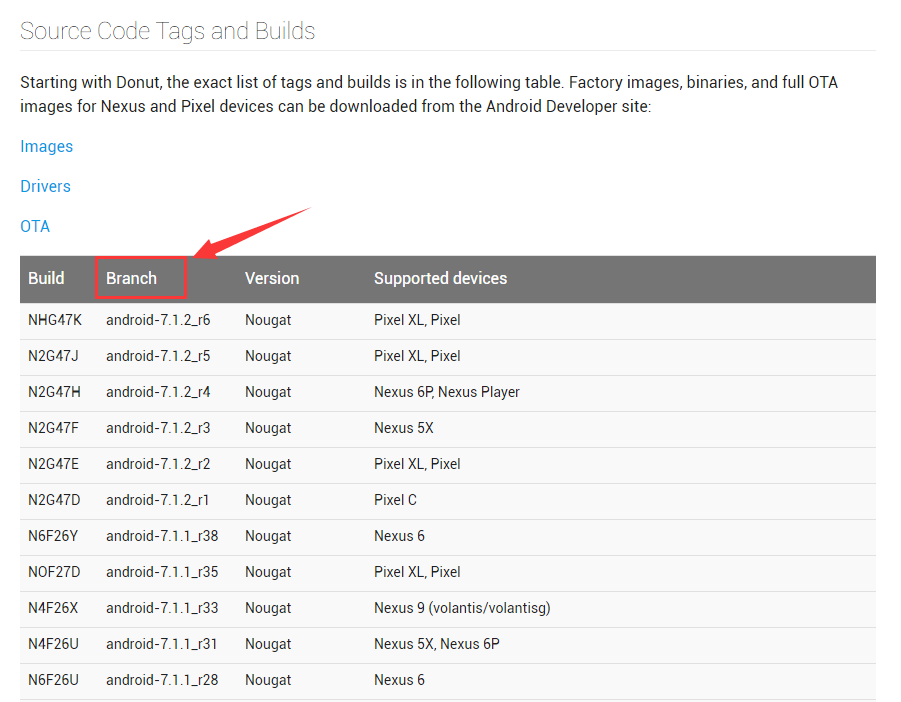 Source Code Tags and Builds
Starting with Donut, the exact list of tags and builds is in the following table. Factory images, binaries, and full OTA
images for Nexus and Pixel devices can be downloaded from the Android Developer site:
Images
Drivers
OTA
Build Branch Version Supported devices
NHG47K android-7.1.2_r6 Nougat Pixel XL, Pixel
N2G47J android-7.1.2_r5 Nougat Pixel XL, Pixel
N2G47H android-7.1.2_r4 Nougat Nexus 6P, Nexus Player
N2G47F android-7.1.2_r3 Nougat Nexus 5X
N2G47E android-7.1.2_r2 Nougat Pixel XL, Pixel
N2G47D android-7.1.2_r1 Nougat Pixel C
N6F26Y android-7.1.1_r38 Nougat Nexus 6
NOF27D android-7.1.1_r35 Nougat Pixel XL, Pixel
N4F26X android-7.1.1_r33 Nougat Nexus 9 (volantis/volantisg)
N4F26U android-7.1.1_r31 Nougat Nexus 5X, Nexus 6P
N6F26U android-7.1.1_r28 Nougat Nexus 6